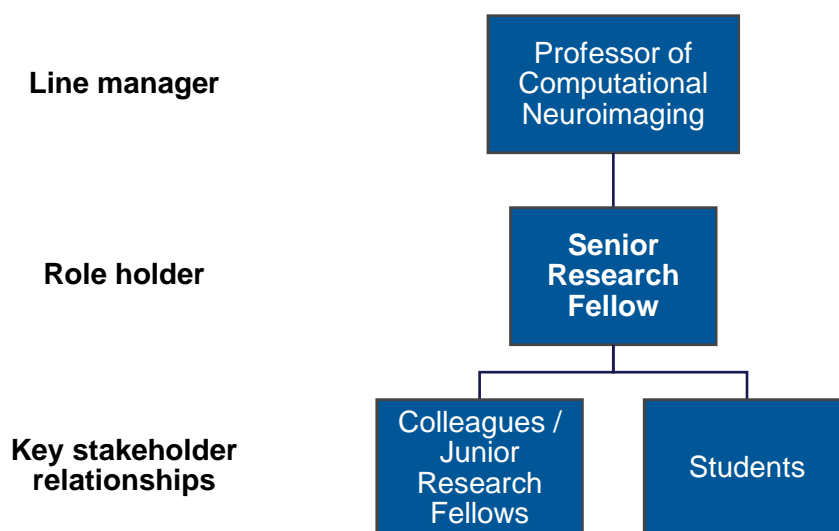 Line manager
Professor of
Computational
Neuroimaging
Role holder
Senior
Research
Fellow
Key stakeholder
relationships
Colleagues /
Junior
Research
Fellows
Students